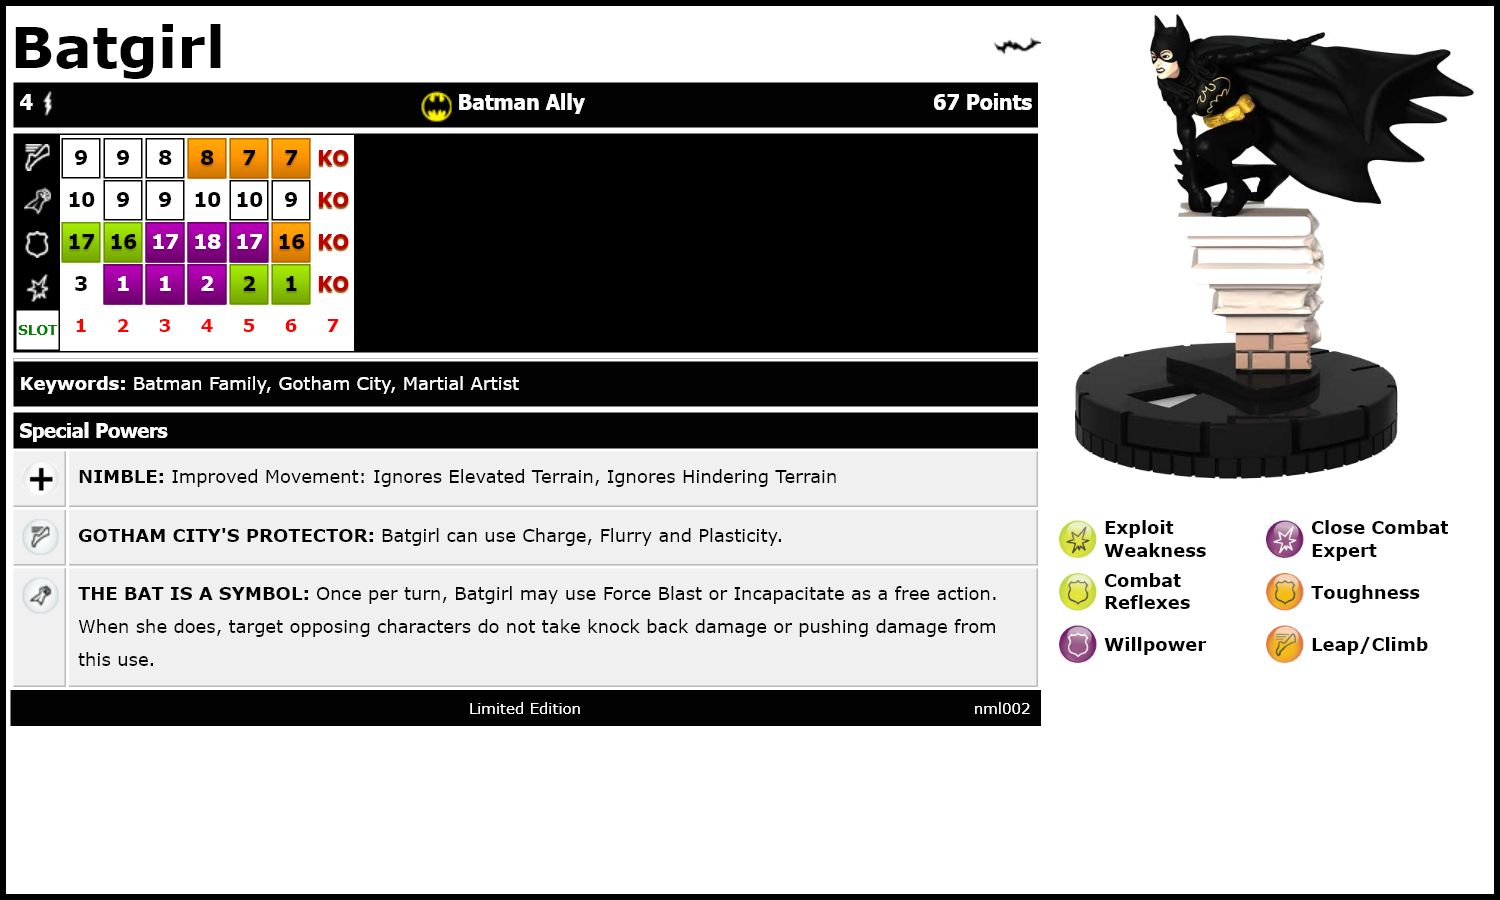 Batgirl
4 Batman Ally 67 Points
9 9 8 8 7 7 KO
10 9 9 10 10 9 KO
17 16 17 18 17 16 KO
3 1 1 2 2 1 KO
SLOT 1 2 3 4 5 6 7
Keywords: Batman Family, Gotham City, Martial Artist
Special Powers
NIMBLE: Improved Movement: Ignores Elevated Terrain, Ignores Hindering Terrain
GOTHAM CITY'S PROTECTOR: Batgirl can use Charge, Flurry and Plasticity.
THE BAT IS A SYMBOL: Once per turn, Batgirl may use Force Blast or Incapacitate as a free action.
When she does, target opposing characters do not take knock back damage or pushing damage from
this use.
Limited Edition nml002
Exploit
Weakness
Close Combat
Expert
Combat
Reflexes
Toughness
Willpower
Leap/Climb